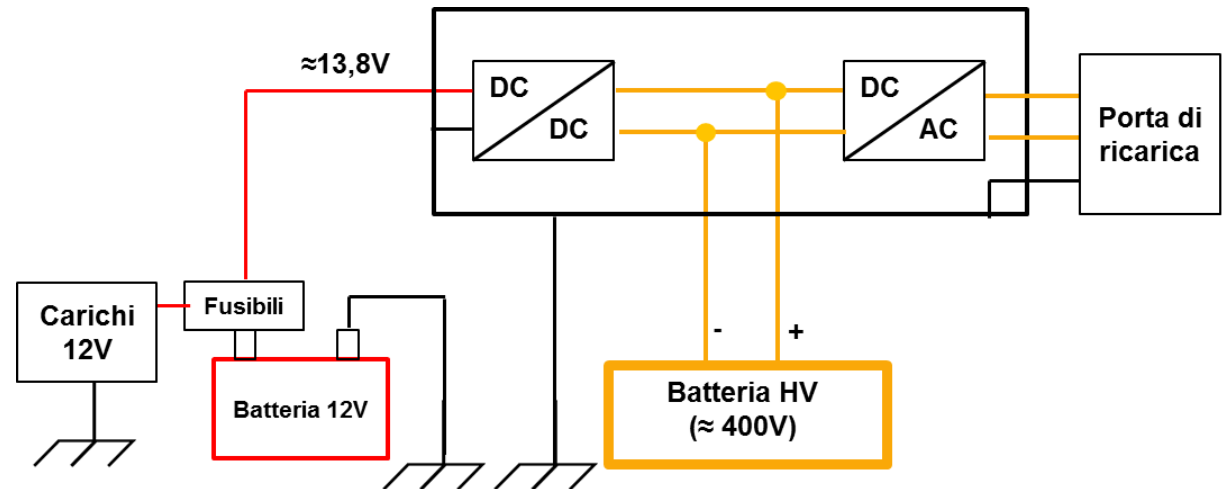 ≈13,8V
DC
DC
DC
AC
Porta di
ricarica
Carichi
12V
Fusibili
Batteria 12V
-
+
Batteria HV
(≈ 400V)